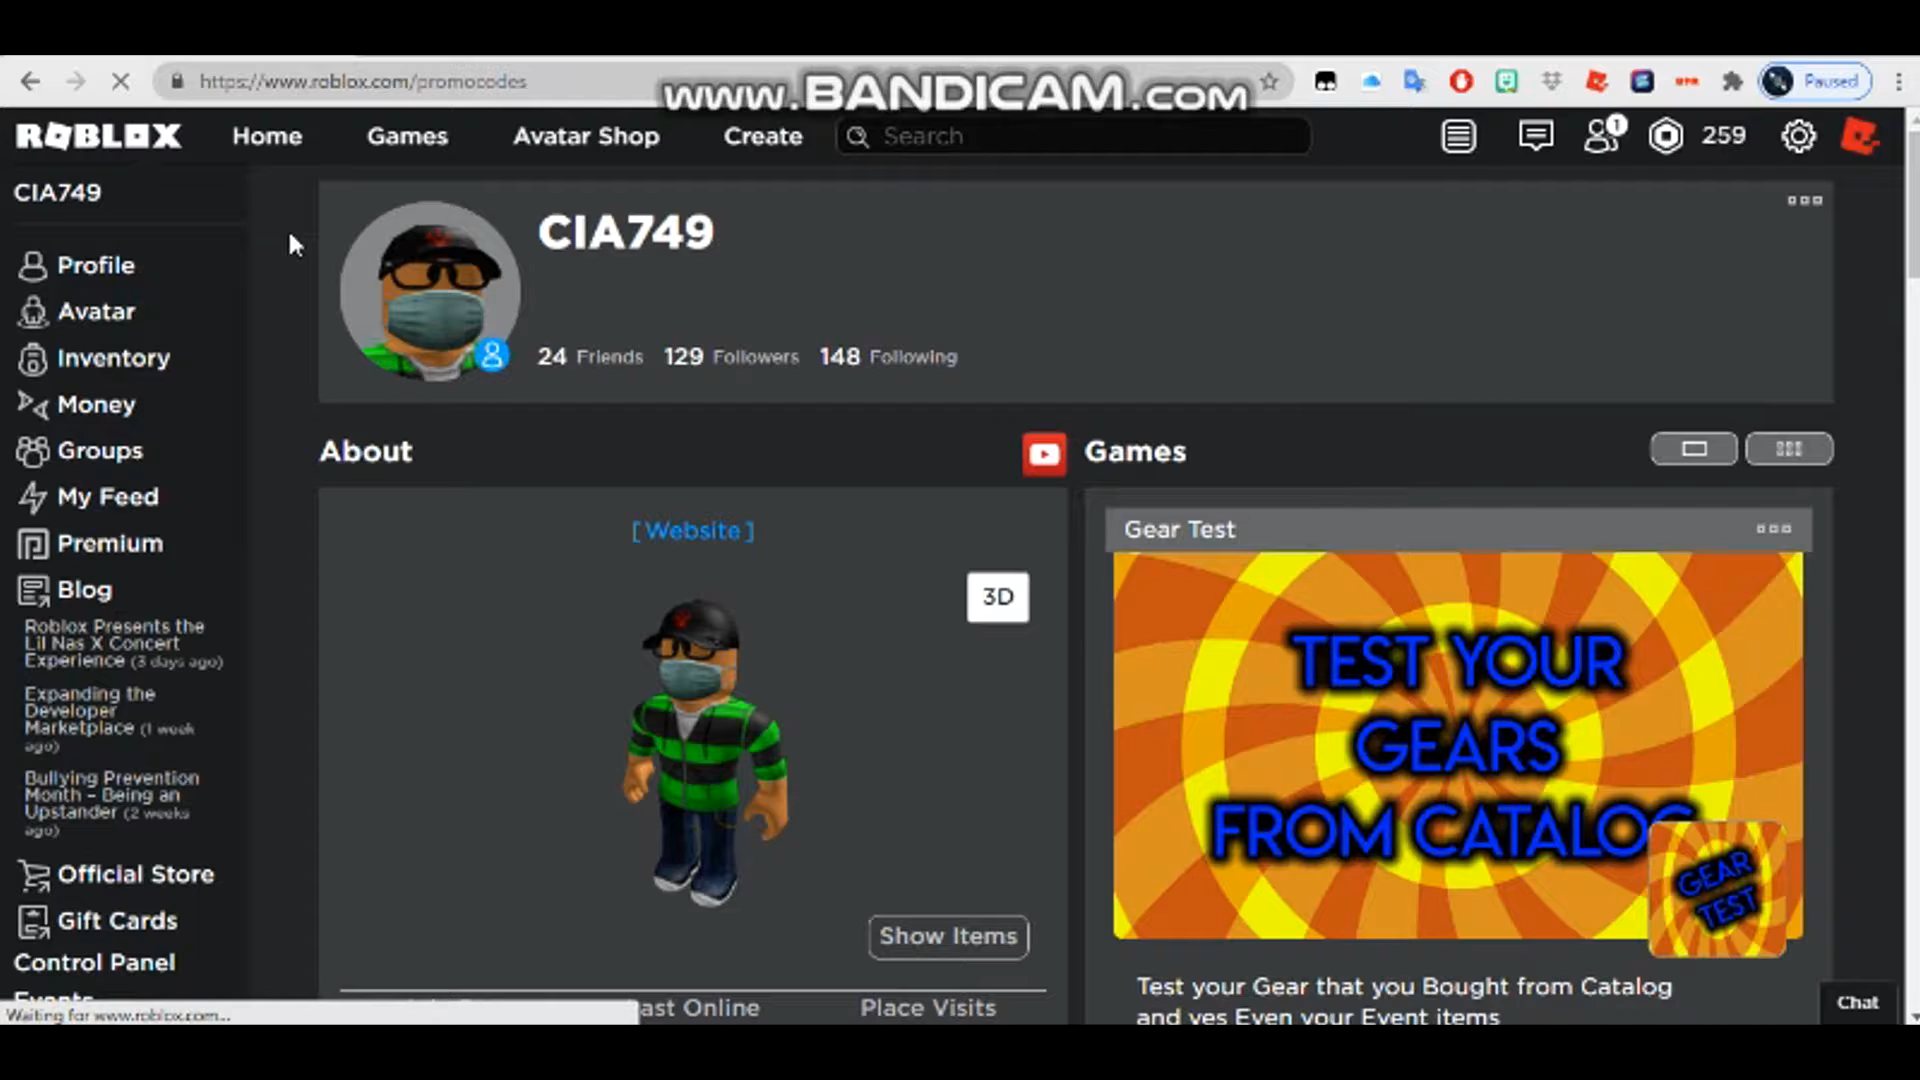 https://www.roblox.com/promocodes
www.BANDICAM.com
Paused
ROBLOX
Home
Games
Avatar Shop
Create
Search
1
259
CIA749
Profile
Avatar
Inventory
Money
Groups
My Feed
Premium
Blog
Roblox Presents the
Lil Nas X Concert
Experience (3 days ago)
Expanding the
Developer
Marketplace (1 week
ago)
Bullying Prevention
Month - Being an
Upstander (2 weeks
ago)
Official Store
Gift Cards
Control Panel
Events
Waiting for www.roblox.com...
CIA749
24 Friends 129 Followers 148 Following
About
[ Website ]
3D
Show Items
Online
Place Visits
Games
Gear Test
TEST YOUR
GEARS
FROM CATALOG
GEAR
TEST
Test your Gear that you Bought from Catalog
and yes Even your Event items
Chat